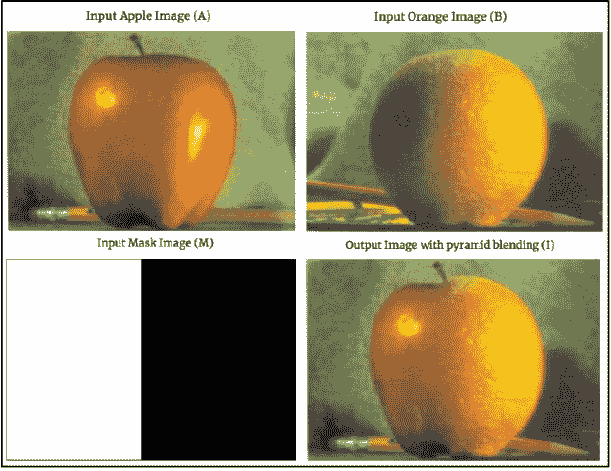 Input Apple Image (A)
Input Orange Image (B)
Input Mask Image (M)
Output Image with pyramid blending (I)